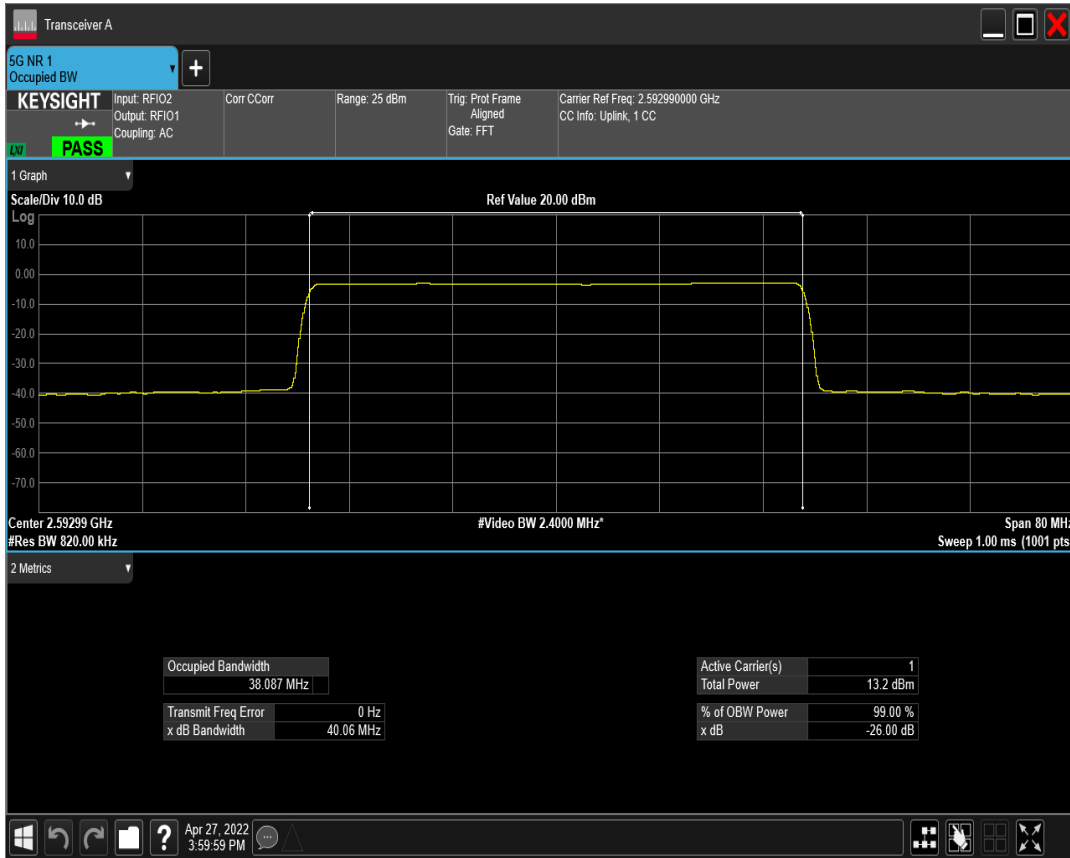 Transceiver A
5G NR 1
Occupied BW
+
KEYSIGHT
LXI
PASS
Input: RFIO2
Output: RFIO1
Coupling: AC
Corr CCorr
Range: 25 dBm
Trig: Prot Frame
Aligned
Gate: FFT
Carrier Ref Freq: 2.592990000 GHz
CC Info: Uplink, 1 CC
1 Graph
Scale/Div 10.0 dB
Ref Value 20.00 dBm
Log
10.0
0.00
-10.0
-20.0
-30.0
-40.0
-50.0
-60.0
-70.0
Center 2.59299 GHz
#Video BW 2.4000 MHz*
Span 80 MHz
#Res BW 820.00 kHz
Sweep 1.00 ms (1001 pts
2 Metrics
Occupied Bandwidth
38.087 MHz
Transmit Freq Error 0 Hz
x dB Bandwidth 40.06 MHz
Active Carrier(s) 1
Total Power 13.2 dBm
% of OBW Power 99.00 %
x dB -26.00 dB
?
Apr 27, 2022
3:59:59 PM